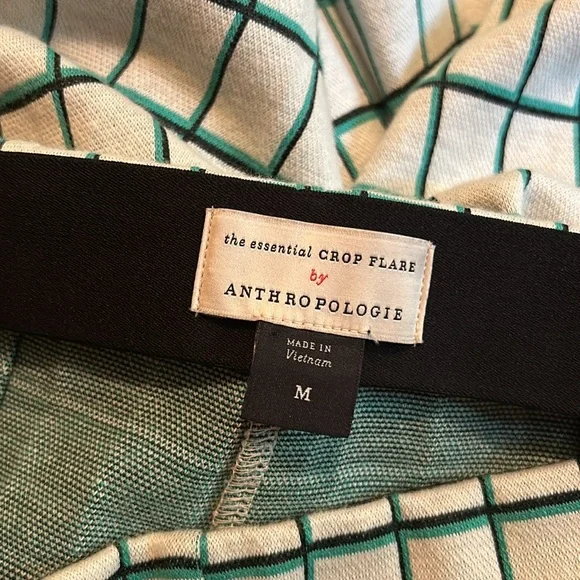 the essential CROP FLARE
by
ANTHROPOLOGIE
MADE IN
Vietnam
M